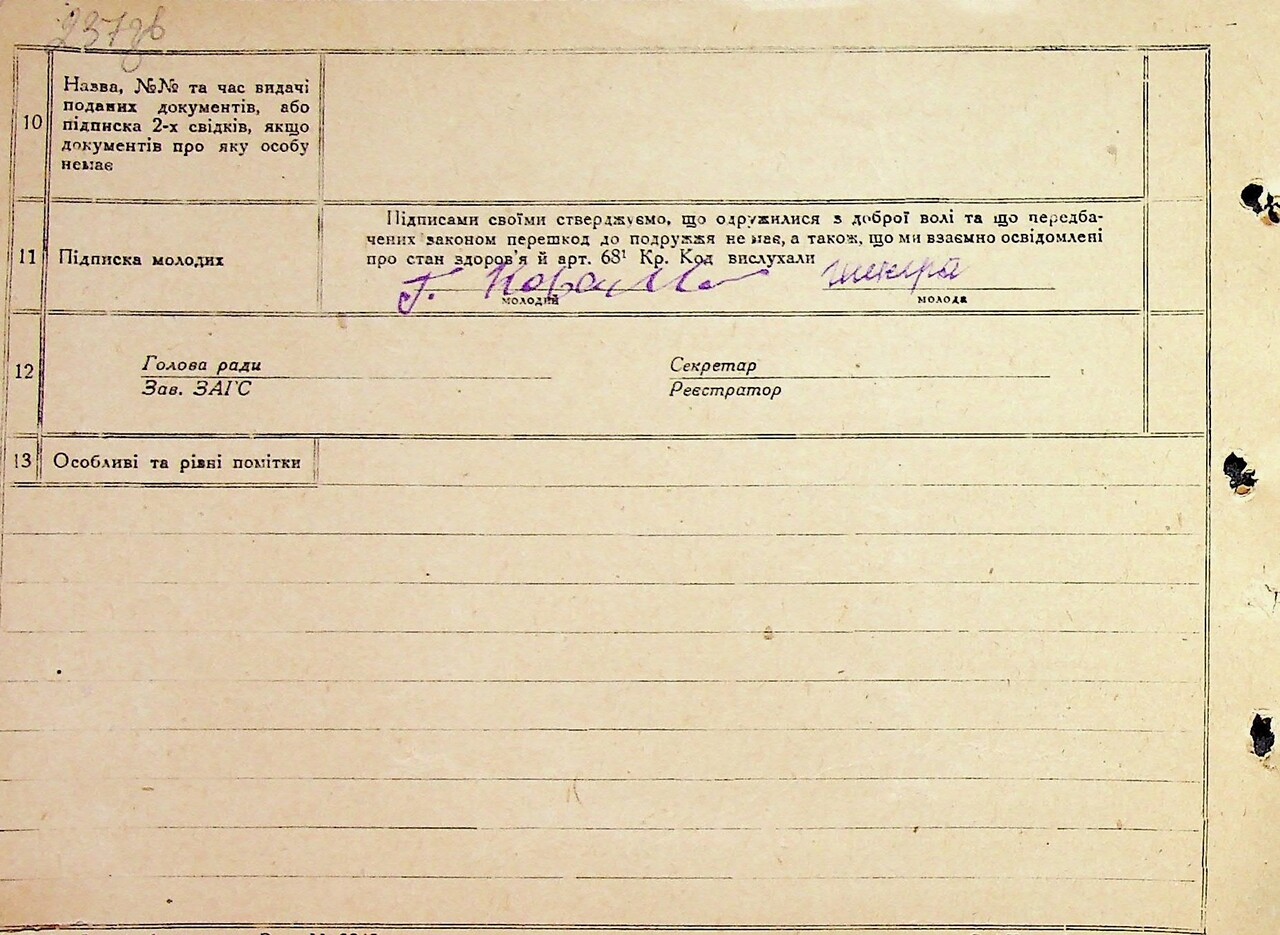 237зв
10
Назва, №№ та час видачі
поданих документів, або
підписка 2-х свідків, якщо
документів про яку особу
немає
11
Підписка молодих
Підписами своїми стверджуємо, що одружилися з доброї волі та що передба-
чених законом перешкод до подружжя не має, а також, що ми взаємно освідомлені
про стан здоров'я й арт. 68¹ Кр. Код вислухали
Г.
молодий
молода
12
Голова ради
Зав. ЗАГС
Секретар
Реєстратор
13
Особливі та різні помітки